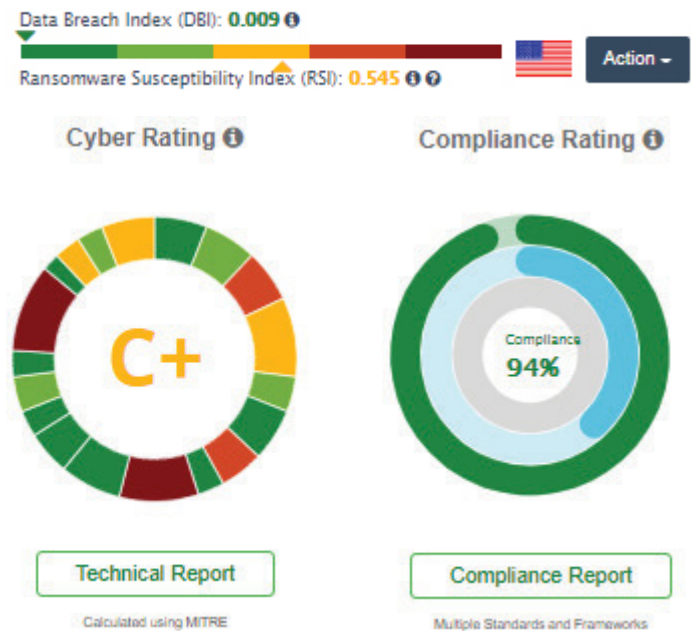 Data Breach Index (DBI): 0.009
Ransomware Susceptibility Index (RSI): 0.545
Action
Cyber Rating
Compliance Rating
C+
Compliance
94%
Technical Report
Compliance Report
Calculated using MITRE
Multiple Standards and Frameworks